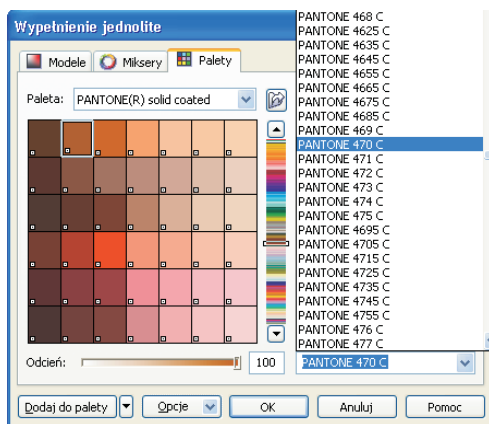 Wypełnienie jednolite
Modele
Miksery
Palety
Paleta:
PANTONE(R) solid coated
Odcień:
100
PANTONE 468 C
PANTONE 4625 C
PANTONE 4635 C
PANTONE 4645 C
PANTONE 4655 C
PANTONE 4665 C
PANTONE 4675 C
PANTONE 4685 C
PANTONE 469 C
PANTONE 470 C
PANTONE 471 C
PANTONE 472 C
PANTONE 473 C
PANTONE 474 C
PANTONE 475 C
PANTONE 4695 C
PANTONE 4705 C
PANTONE 4715 C
PANTONE 4725 C
PANTONE 4735 C
PANTONE 4745 C
PANTONE 4755 C
PANTONE 476 C
PANTONE 477 C
PANTONE 470 C
Dodaj do palety
Opcje
OK
Anuluj
Pomoc